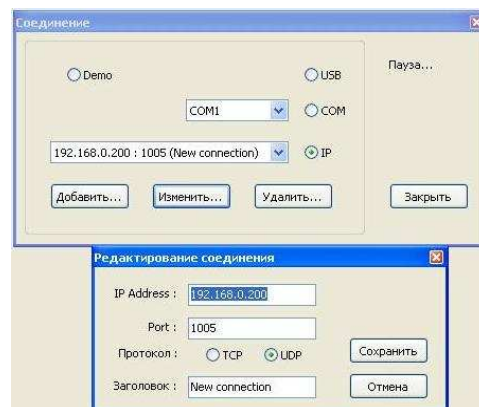 Соединение
Demo
USB
Пауза...
COM1
COM
192.168.0.200 : 1005 (New connection)
IP
Добавить...
Изменить...
Удалить...
Закрыть
Редактирование соединения
IP Address :
192.168.0.200
Port :
1005
Протокол :
TCP
UDP
Сохранить
Заголовок :
New connection
Отмена